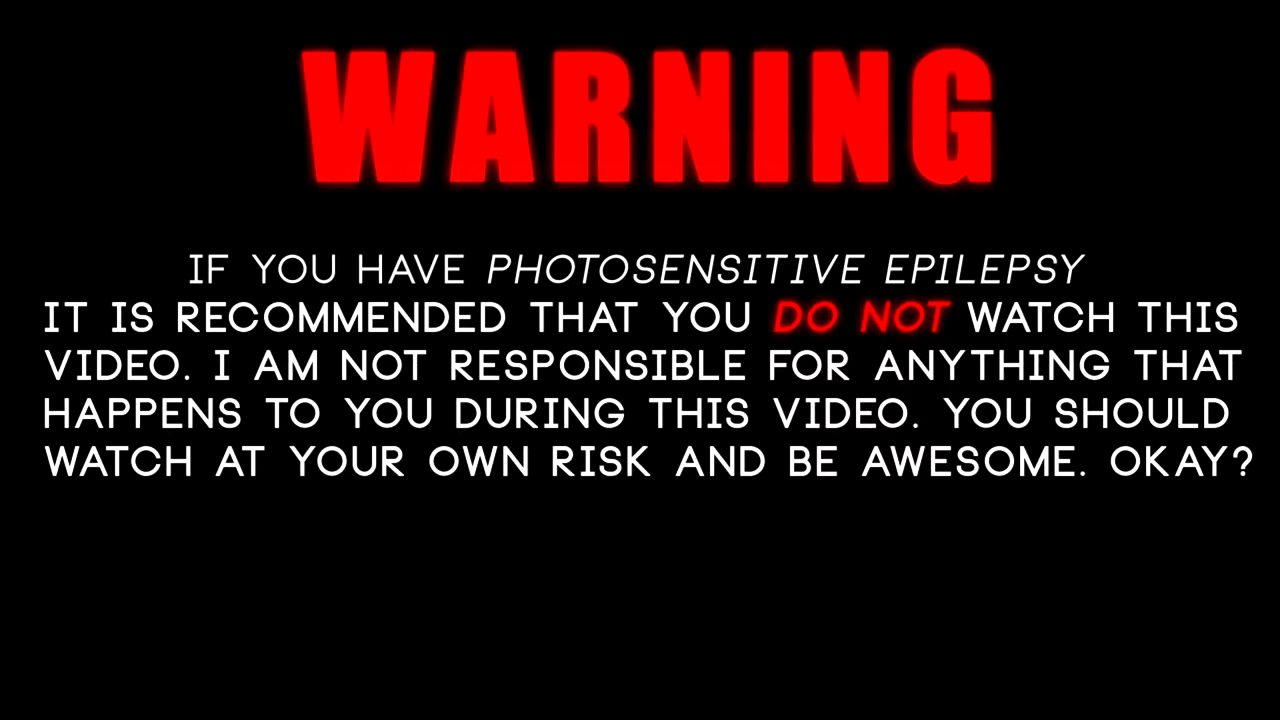 WARNING
IF YOU HAVE PHOTOSENSITIVE EPILEPSY
IT IS RECOMMENDED THAT YOU DO NOT WATCH THIS
VIDEO. I AM NOT RESPONSIBLE FOR ANYTHING THAT
HAPPENS TO YOU DURING THIS VIDEO. YOU SHOULD
WATCH AT YOUR OWN RISK AND BE AWESOME. OKAY?